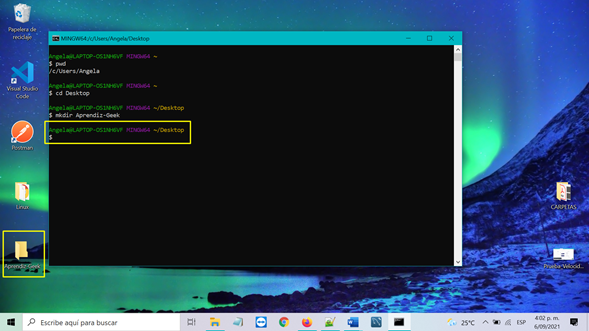 Papelera de
reciclaje
Visual Studio
Code
Postman
Linux
Aprendiz-Geek
MINGW64:/c/Users/Angela/Desktop
Angela@LAPTOP-OS1NH6VF MINGW64 ~
$ pwd
/c/Users/Angela
Angela@LAPTOP-OS1NH6VF MINGW64 ~
$ cd Desktop
Angela@LAPTOP-OS1NH6VF MINGW64 ~/Desktop
$ mkdir Aprendiz-Geek
Angela@LAPTOP-OS1NH6VF MINGW64 ~/Desktop
$
CARPETAS
Prueba_Velocid...
Escribe aquí para buscar
25°C
ESP
4:02 p. m.
6/09/2021